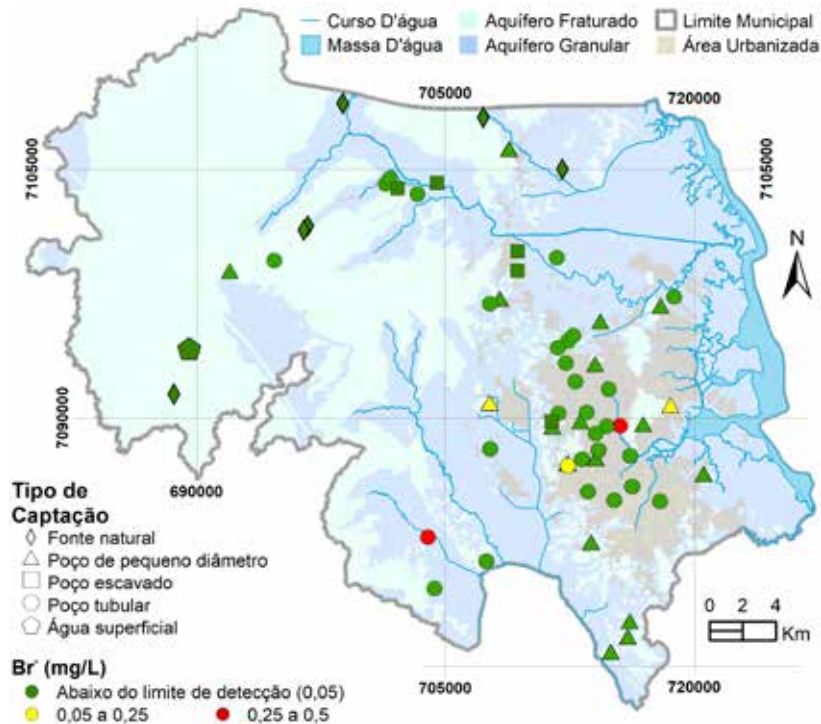 Curso D'água
Aquífero Fraturado
Limite Municipal
Massa D'água
Aquífero Granular
Área Urbanizada
705000
720000
7105000
7105000
N
7090000
7090000
690000
Tipo de
Captação
Fonte natural
Poço de pequeno diâmetro
Poço escavado
Poço tubular
Água superficial
0 2 4
Km
Br- (mg/L)
Abaixo do limite de detecção (0,05)
0,05 a 0,25
0,25 a 0,5
705000
720000